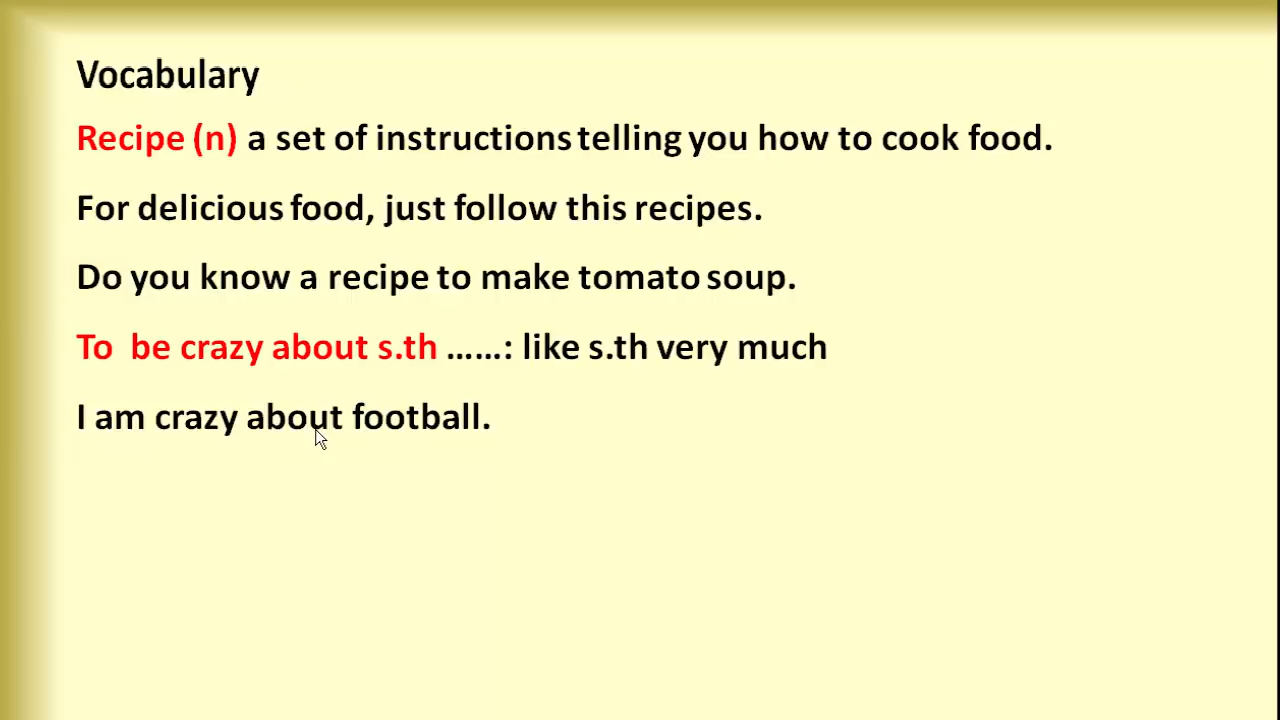 Vocabulary
Recipe (n) a set of instructions telling you how to cook food.
For delicious food, just follow this recipes.
Do you know a recipe to make tomato soup.
To be crazy about s.th ......: like s.th very much
I am crazy about football.